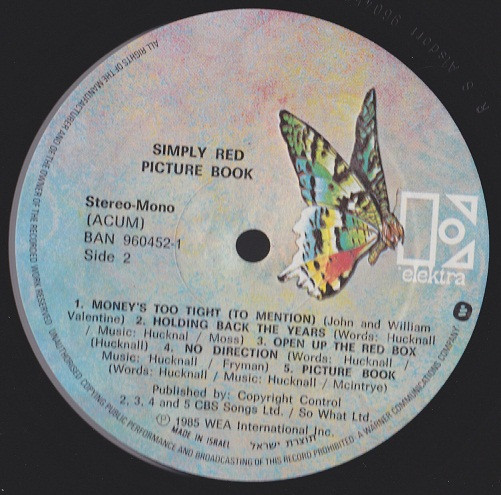 SIMPLY RED
PICTURE BOOK
Stereo-Mono
(ACUM)
BAN 960452-1
Side 2
elektra
1. MONEY'S TOO TIGHT (TO MENTION) (John and William
Valentine) 2. HOLDING BACK THE YEARS (Words: Hucknall
/ Music: Hucknal / Moss) 3. OPEN UP THE RED BOX
(Hucknall) 4. NO DIRECTION (Words: Hucknall /
Music: Hucknall / Fryman) 5. PICTURE BOOK
(Words: Hucknall / Music: Hucknall / Mcintrye)
Published by: Copyright Control
2, 3, 4 and 5 CBS Songs Ltd. / So What Ltd.
Ⓟ 1985 WEA International Inc.
MADE IN ISRAEL תוצרת ישראל
ALL RIGHTS OF THE MANUFACTURER AND OF THE OWNER OF THE RECORDED WORK RESERVED. UNAUTHORISED COPYING PUBLIC PERFORMANCE AND BROADCASTING OF THIS RECORD PROHIBITED. A WARNER COMMUNICATIONS COMPANY.